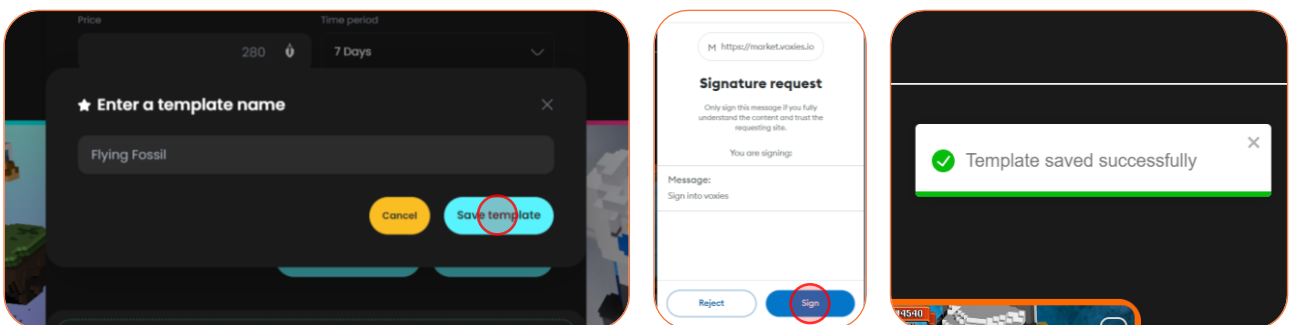 Price
Time period
280
7 Days
Enter a template name
Flying Fossil
Cancel
Save template
M https://market.voxies.io
Signature request
Only sign this message if you fully
understand the content and trust the
requesting site.
You are signing:
Message:
Sign into voxies
Reject
Sign
Template saved successfully
#4540